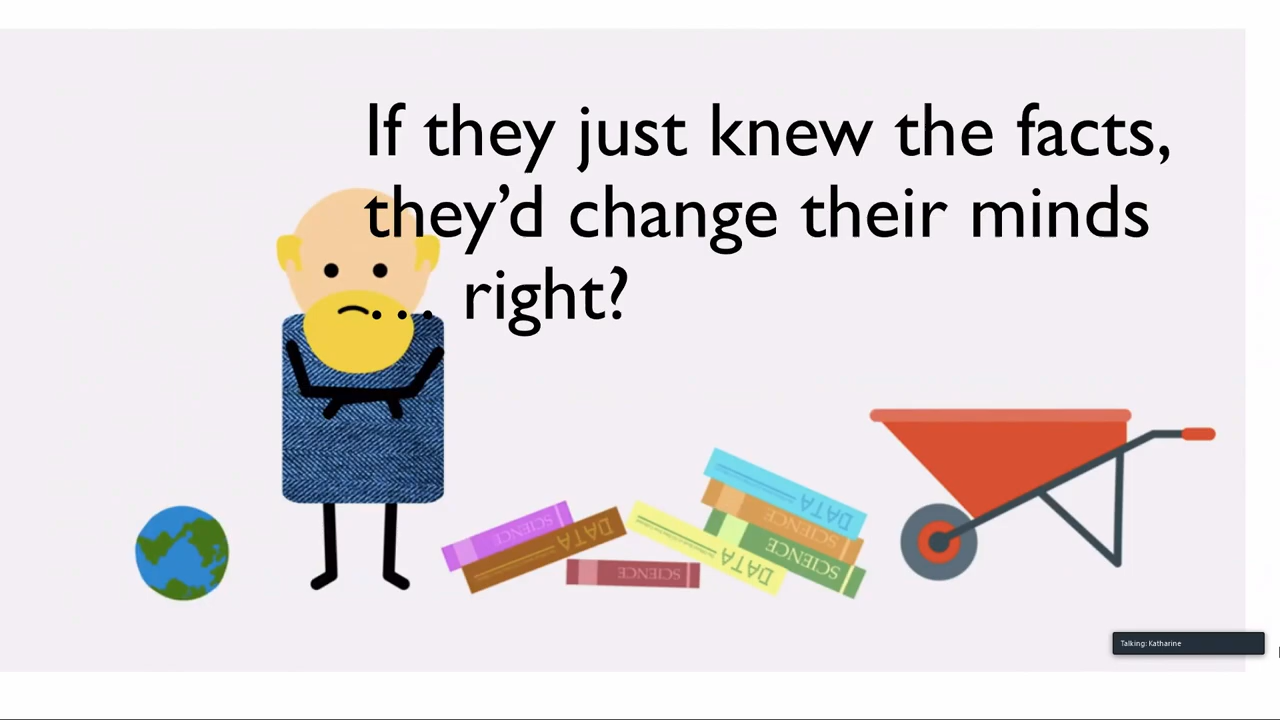 If they just knew the facts,
they’d change their minds
... right?
SCIENCE
DATA
SCIENCE
DATA
DATA
SCIENCE
SCIENCE
Talking: Katharine